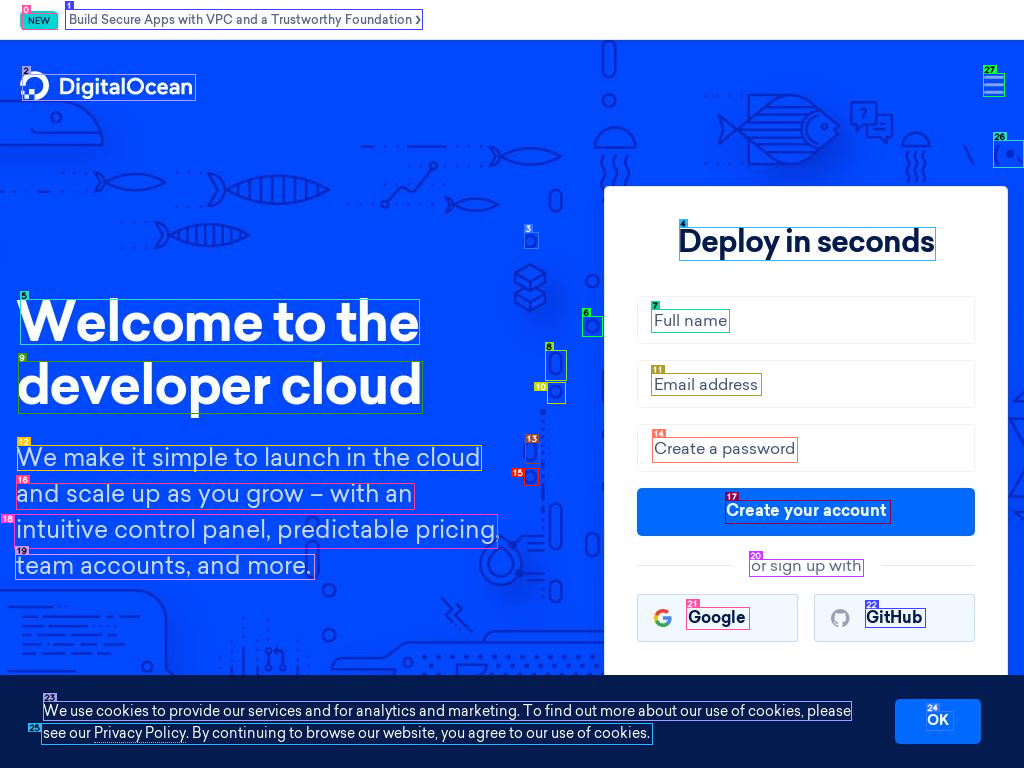 NEW Build Secure Apps with VPC and a Trustworthy Foundation ›
DigitalOcean
Welcome to the
developer cloud
We make it simple to launch in the cloud
and scale up as you grow – with an
intuitive control panel, predictable pricing,
team accounts, and more.
Deploy in seconds
Full name
Email address
Create a password
Create your account
or sign up with
Google
GitHub
We use cookies to provide our services and for analytics and marketing. To find out more about our use of cookies, please
see our Privacy Policy. By continuing to browse our website, you agree to our use of cookies.
OK
0
1
2
3
4
5
6
7
8
9
10
11
12
13
14
15
16
17
18
19
20
21
22
23
24
25
26
27